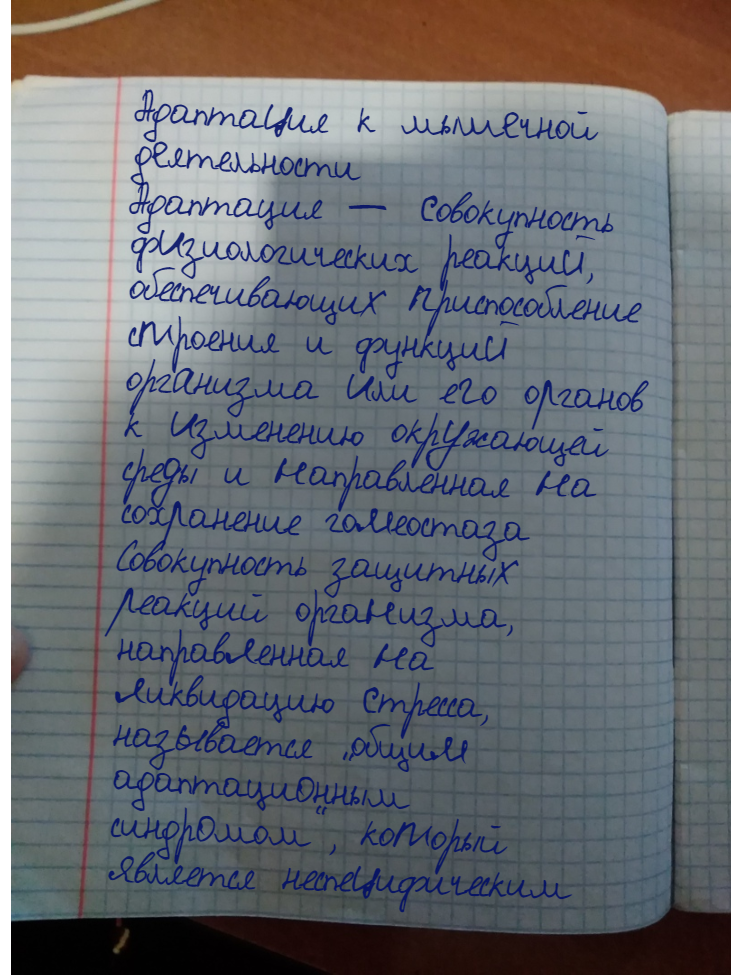 Адаптация к мышечной
деятельности
Адаптация — совокупность
физиологических реакций,
обеспечивающих приспособление
строения и функций
организма или его органов
к изменению окружающей
среды и направленная на
сохранение гомеостаза
Совокупность защитных
реакций организма,
направленная на
ликвидацию стресса,
называется „общим
адаптационным
синдромом“, который
является неспецифическим